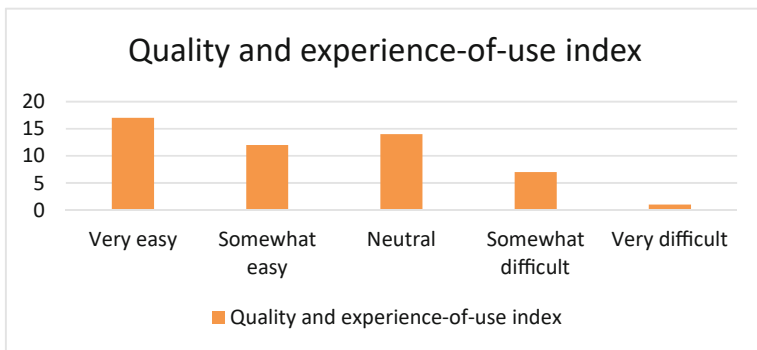 Quality and experience-of-use index
20
15
10
5
0
Very easy
Somewhat
easy
Neutral
Somewhat
difficult
Very difficult
Quality and experience-of-use index